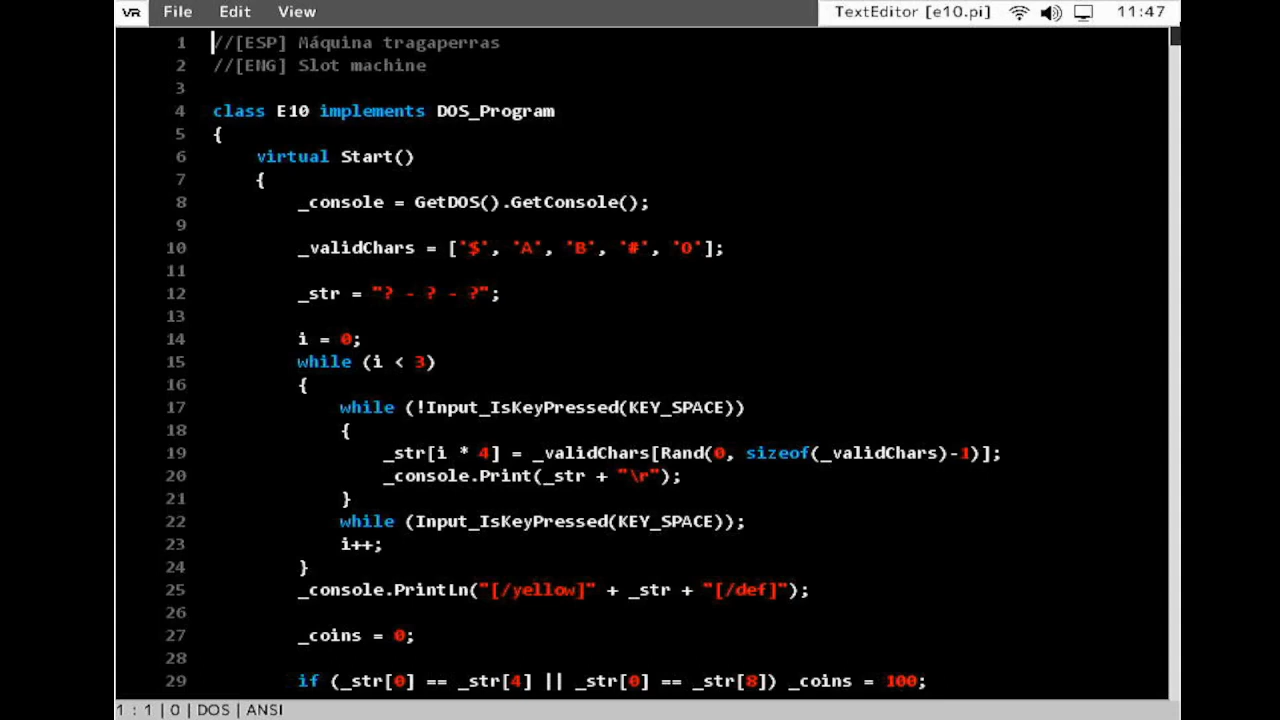 VR File Edit View TextEditor [e10.pi] 11:47
1 //[ESP] Máquina tragaperras
2 //[ENG] Slot machine
3
4 class E10 implements DOS_Program
5 {
6 virtual Start()
7 {
8 _console = GetDOS().GetConsole();
9
10 _validChars = ['$', 'A', 'B', '#', 'O'];
11
12 _str = "? - ? - ?";
13
14 i = 0;
15 while (i < 3)
16 {
17 while (!Input_IsKeyPressed(KEY_SPACE))
18 {
19 _str[i * 4] = _validChars[Rand(0, sizeof(_validChars)-1)];
20 _console.Print(_str + "\r");
21 }
22 while (Input_IsKeyPressed(KEY_SPACE));
23 i++;
24 }
25 _console.PrintLn("[/yellow]" + _str + "[/def]");
26
27 _coins = 0;
28
29 if (_str[0] == _str[4] || _str[0] == _str[8]) _coins = 100;
1 : 1 | 0 | DOS | ANSI